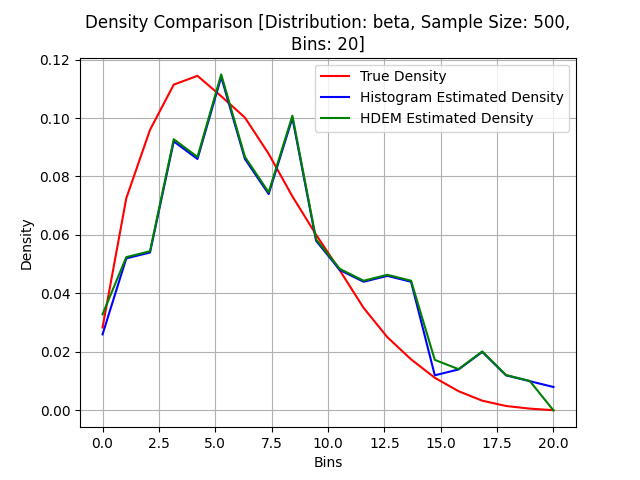 Density Comparison [Distribution: beta, Sample Size: 500,
Bins: 20]
True Density
Histogram Estimated Density
HDEM Estimated Density
Density
0.12
0.10
0.08
0.06
0.04
0.02
0.00
0.0 2.5 5.0 7.5 10.0 12.5 15.0 17.5 20.0
Bins